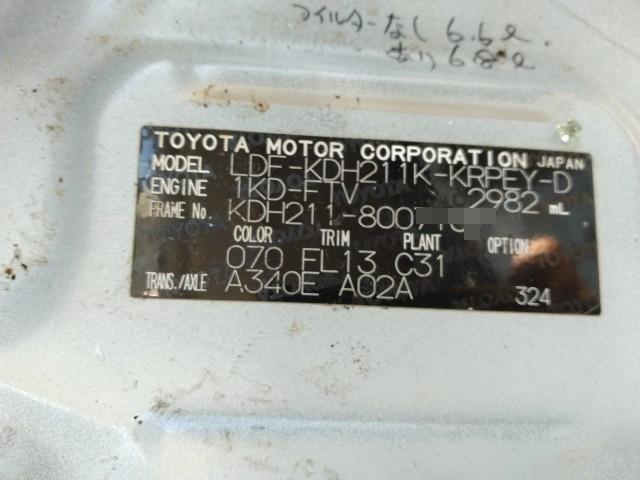 フィルターなし 6.6ℓ.
あり 6.8ℓ
TOYOTA MOTOR CORPORATION JAPAN
MODEL LDF-KDH211K-KRPEY-D
ENGINE 1KD-FTV 2982 mL
FRAME No. KDH211-8007
COLOR TRIM PLANT OPTION
070 FL13 C31
TRANS./AXLE A340E A02A 324